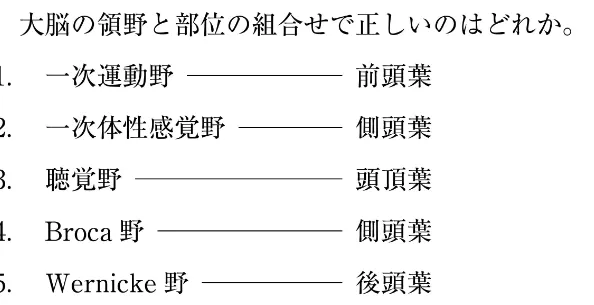 大脳の領野と部位の組合せで正しいのはどれか。
1. 一次運動野 ――――― 前頭葉
2. 一次体性感覚野 ――― 側頭葉
3. 聴覚野 ――――――― 頭頂葉
4. Broca 野 ―――――― 側頭葉
5. Wernicke 野 ―――― 後頭葉